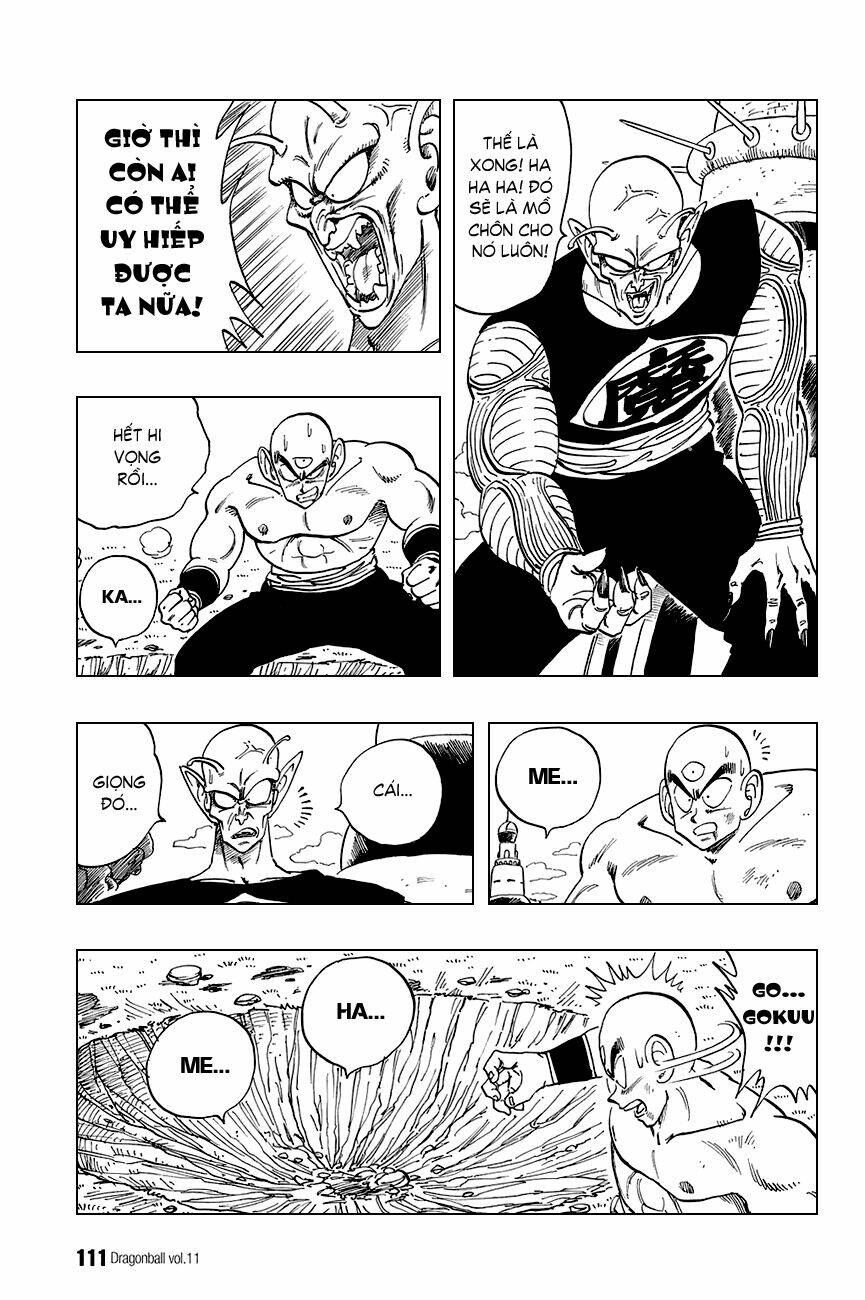 THẾ LÀ
XONG! HA
HA HA! ĐÓ
SẼ LÀ MỒ
CHÔN CHO
NÓ LUÔN!
魔
GIỜ THÌ
CÒN AI
CÓ THỂ
UY HIẾP
ĐƯỢC
TA NỮA!
HẾT HI
VỌNG
RỒI...
KA...
ME...
CÁI...
GIỌNG
ĐÓ...
GO...
GOKUU
!!!
HA...
ME...
111 Dragonball vol.11